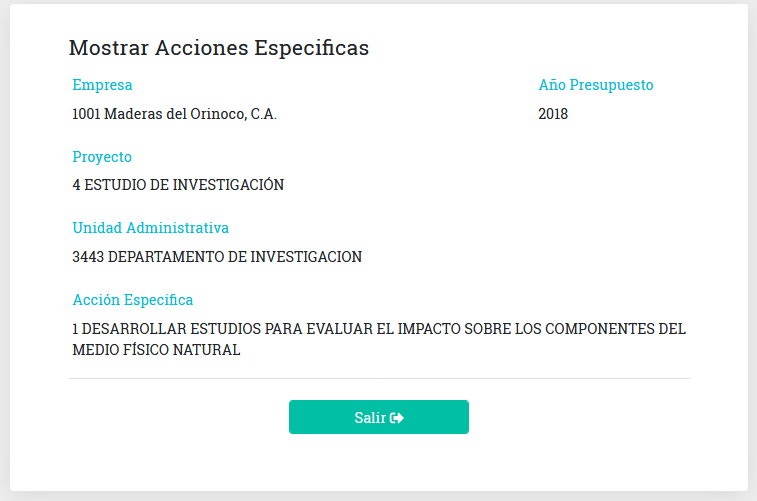 Mostrar Acciones Especificas
Empresa Año Presupuesto
1001 Maderas del Orinoco, C.A. 2018
Proyecto
4 ESTUDIO DE INVESTIGACIÓN
Unidad Administrativa
3443 DEPARTAMENTO DE INVESTIGACION
Acción Especifica
1 DESARROLLAR ESTUDIOS PARA EVALUAR EL IMPACTO SOBRE LOS COMPONENTES DEL
MEDIO FÍSICO NATURAL
Salir